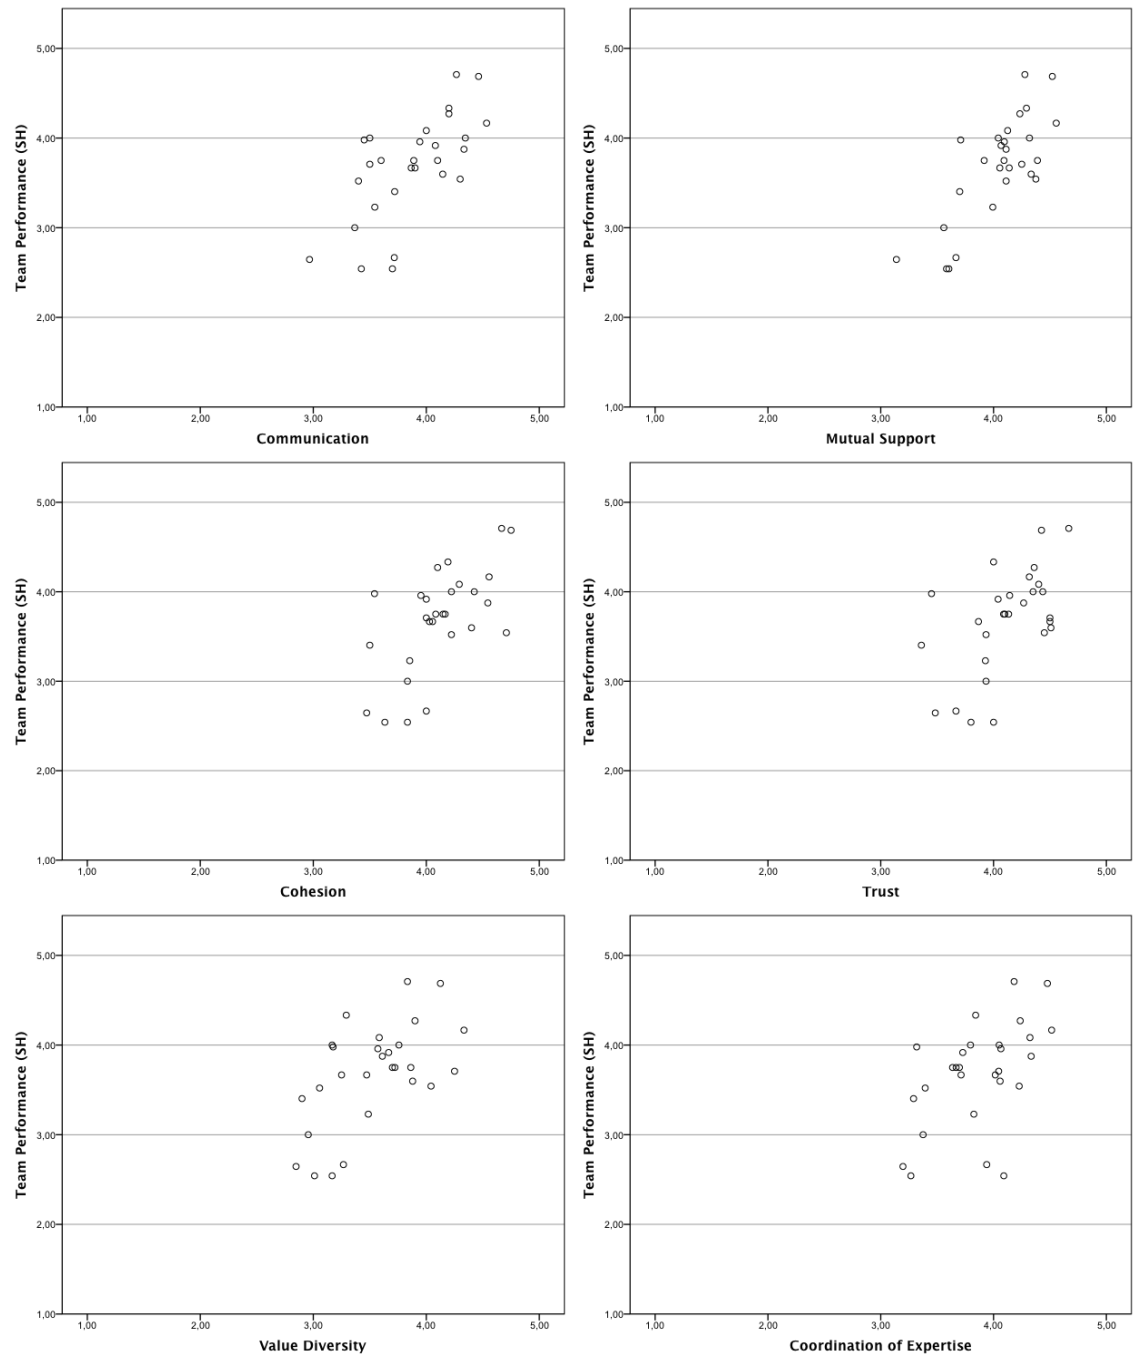 5,00
4,00
3,00
2,00
1,00
Team Performance (SH)
1,00 2,00 3,00 4,00 5,00
Communication
5,00
4,00
3,00
2,00
1,00
Team Performance (SH)
1,00 2,00 3,00 4,00 5,00
Mutual Support
5,00
4,00
3,00
2,00
1,00
Team Performance (SH)
1,00 2,00 3,00 4,00 5,00
Cohesion
5,00
4,00
3,00
2,00
1,00
Team Performance (SH)
1,00 2,00 3,00 4,00 5,00
Trust
5,00
4,00
3,00
2,00
1,00
Team Performance (SH)
1,00 2,00 3,00 4,00 5,00
Value Diversity
5,00
4,00
3,00
2,00
1,00
Team Performance (SH)
1,00 2,00 3,00 4,00 5,00
Coordination of Expertise